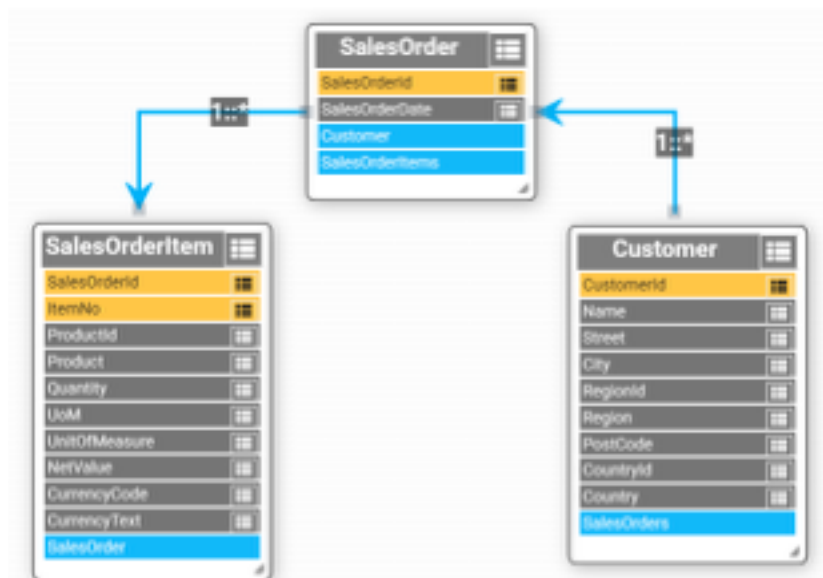 SalesOrder
SalesOrderId
SalesOrderDate
Customer
SalesOrderItems
1::*
1::*
SalesOrderItem
SalesOrderId
ItemNo
ProductId
Product
Quantity
UoM
UnitOfMeasure
NetValue
CurrencyCode
CurrencyText
SalesOrder
Customer
CustomerId
Name
Street
City
RegionId
Region
PostCode
CountryId
Country
SalesOrders